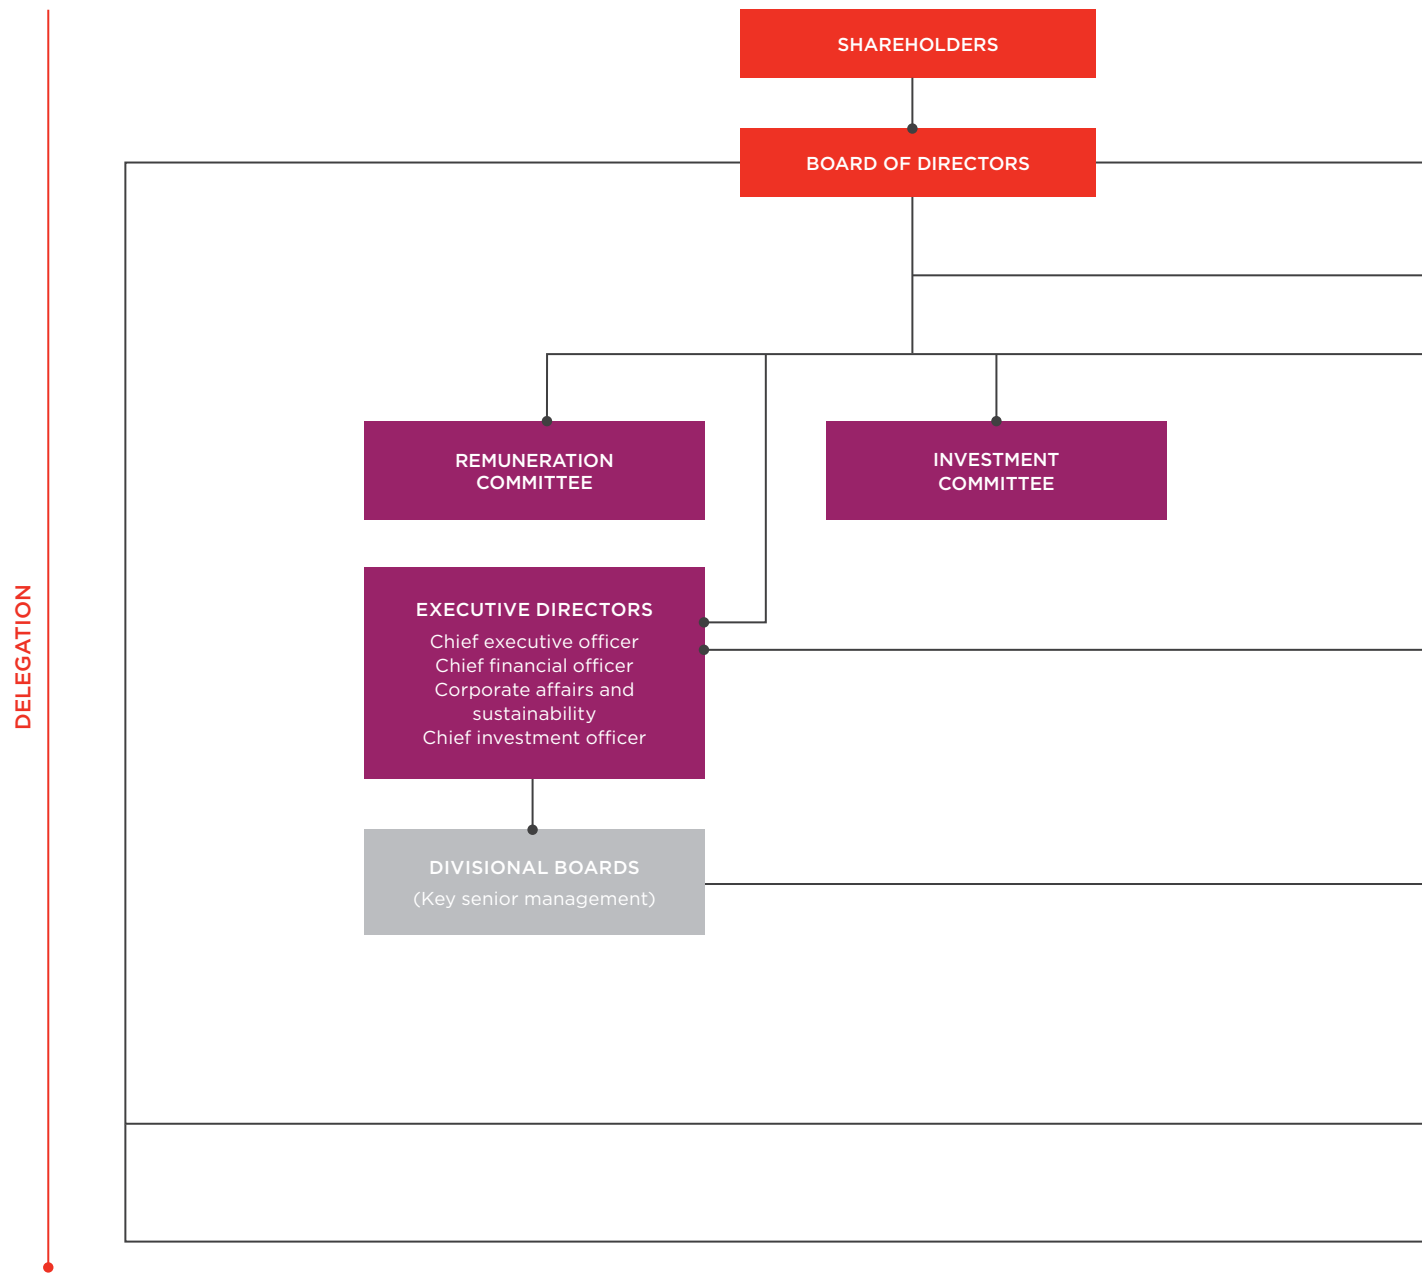 SHAREHOLDERS
BOARD OF DIRECTORS
REMUNERATION
COMMITTEE
INVESTMENT
COMMITTEE
DELEGATION
EXECUTIVE DIRECTORS
Chief executive officer
Chief financial officer
Corporate affairs and
sustainability
Chief investment officer
DIVISIONAL BOARDS
(Key senior management)